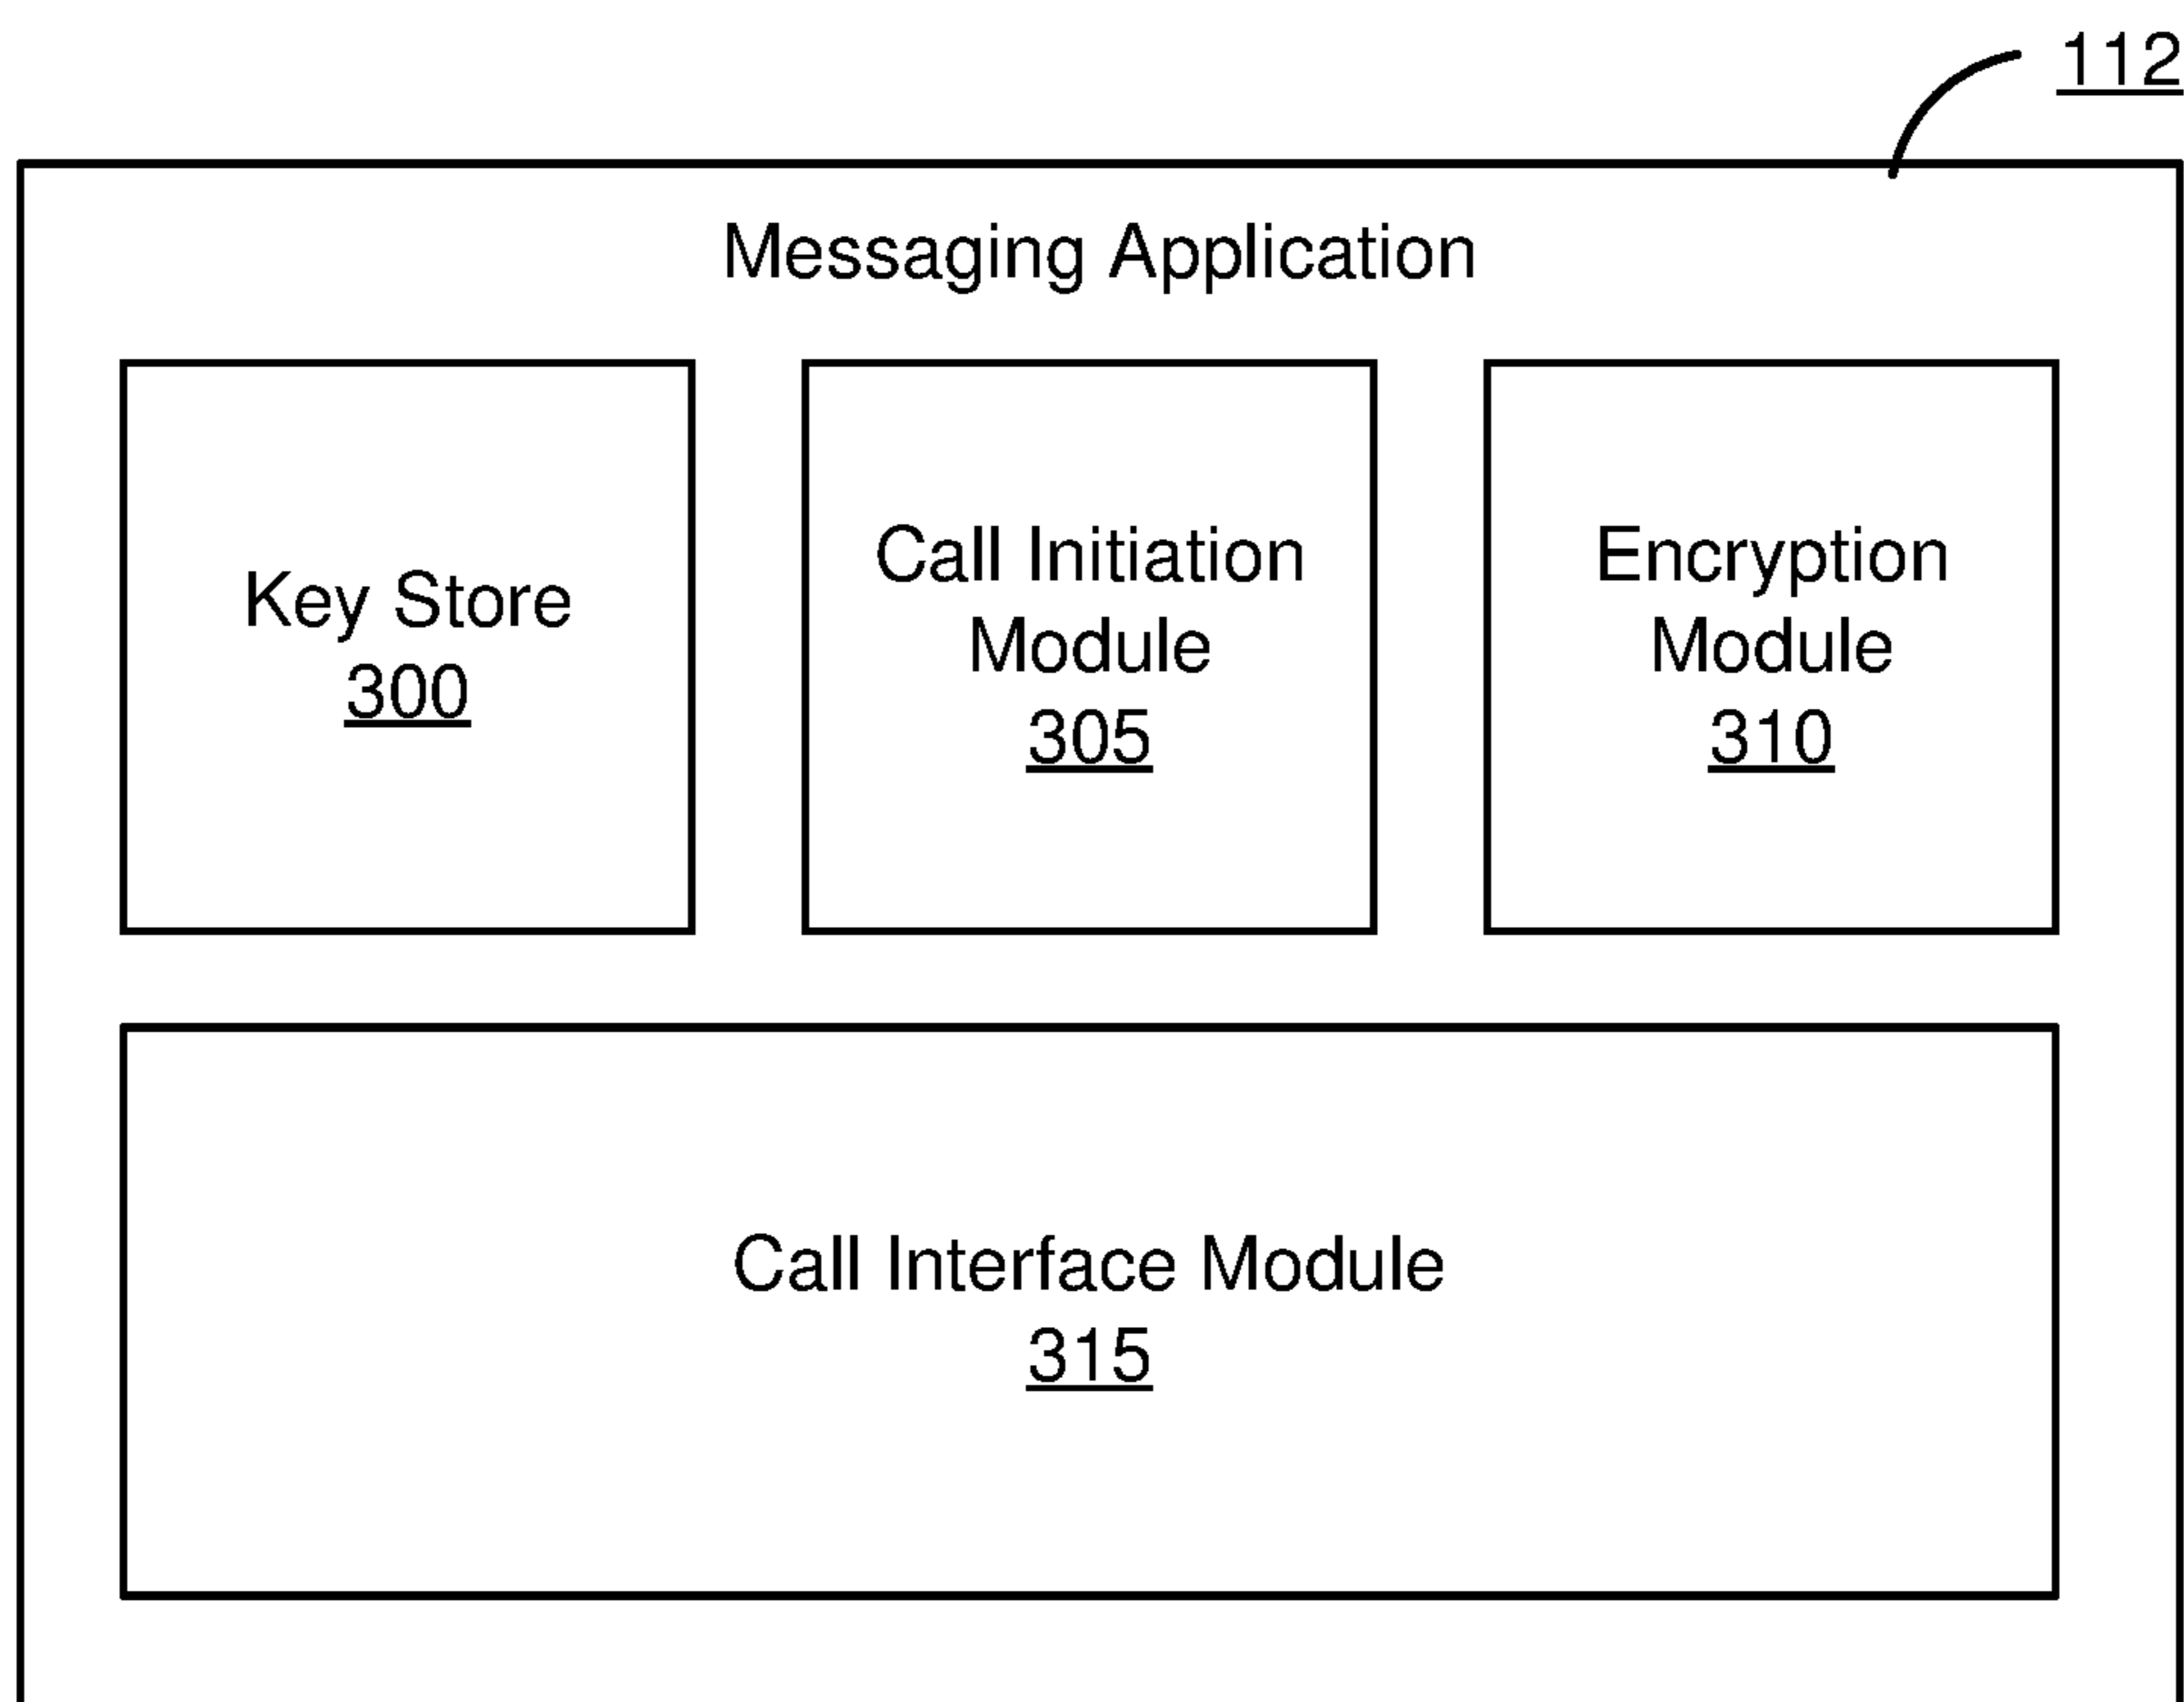 112
Messaging Application
Key Store
300
Call Initiation
Module
305
Encryption
Module
310
Call Interface Module
315